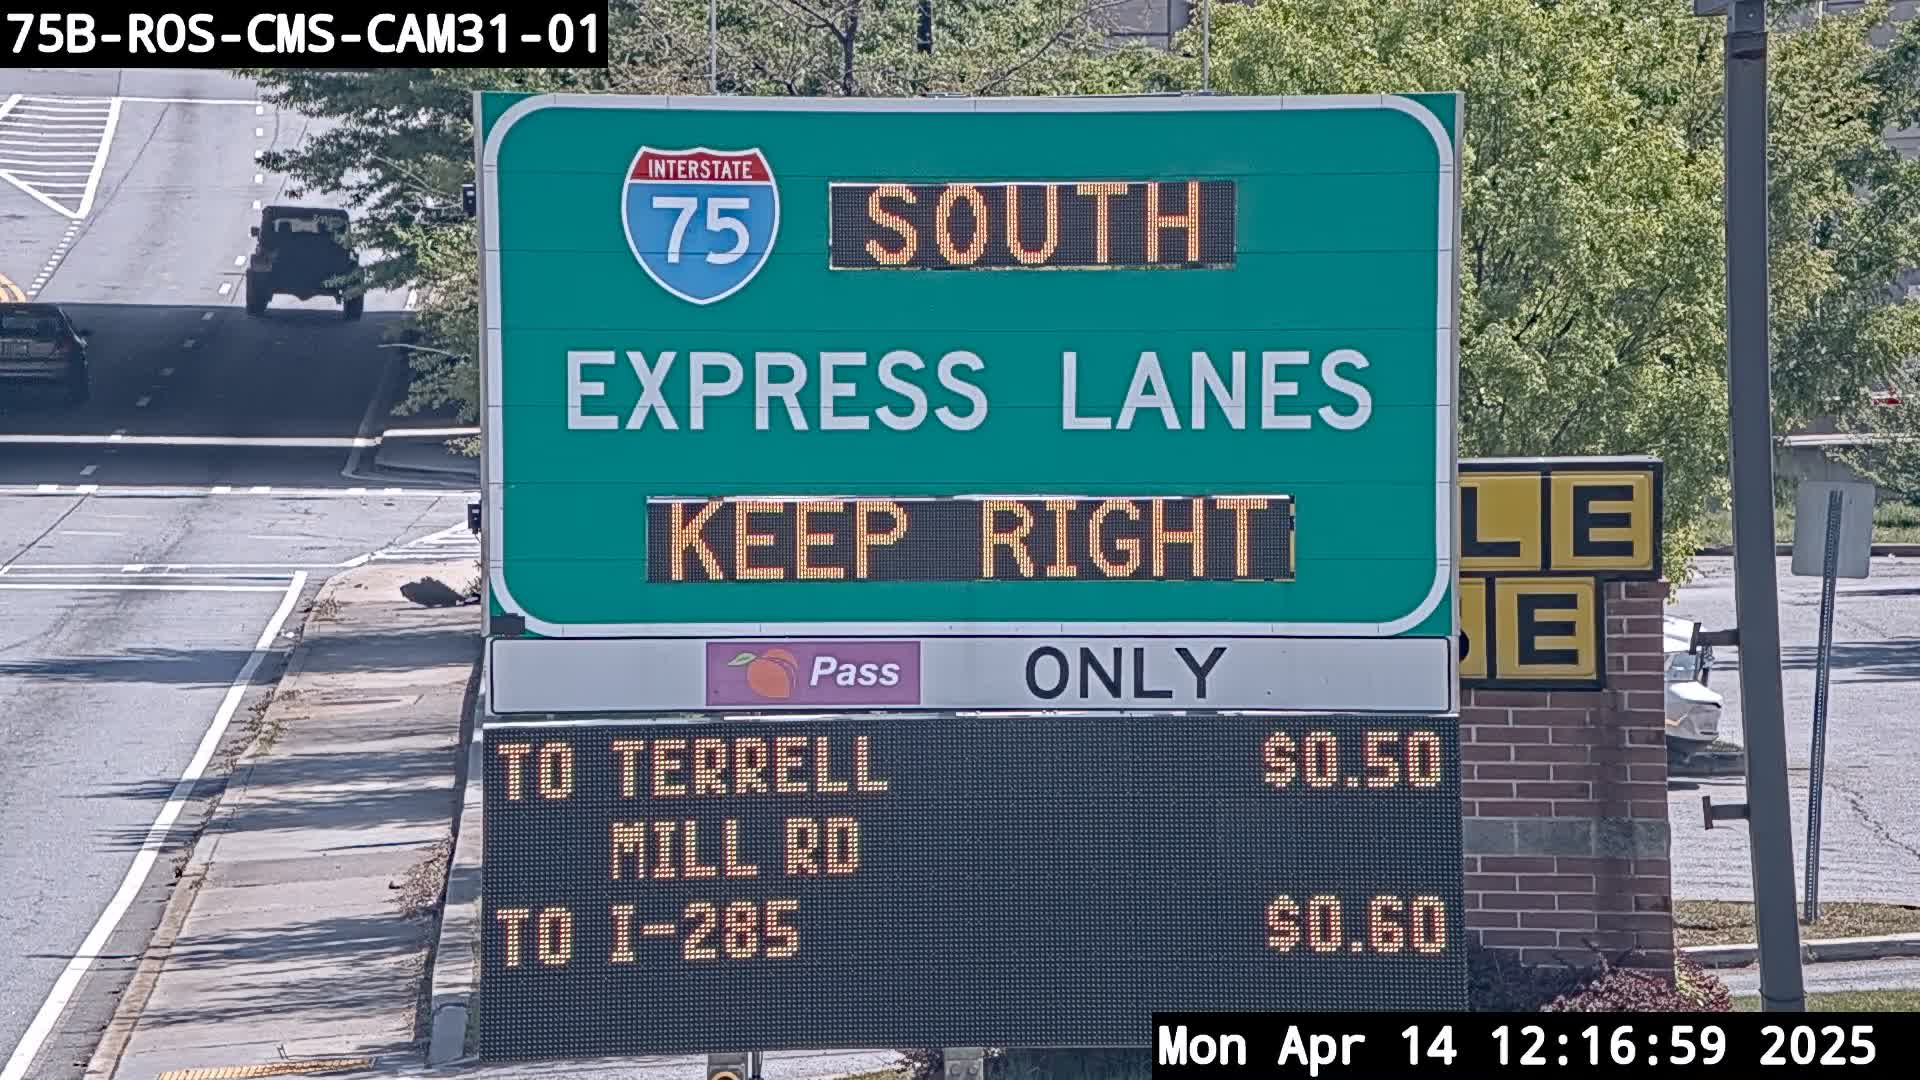 75B-ROS-CMS-CAM31-01
INTERSTATE
75
SOUTH
EXPRESS LANES
KEEP RIGHT
Pass ONLY
TO TERRELL $0.50
MILL RD
TO I-285 $0.60
LE
E
Mon Apr 14 12:16:59 2025